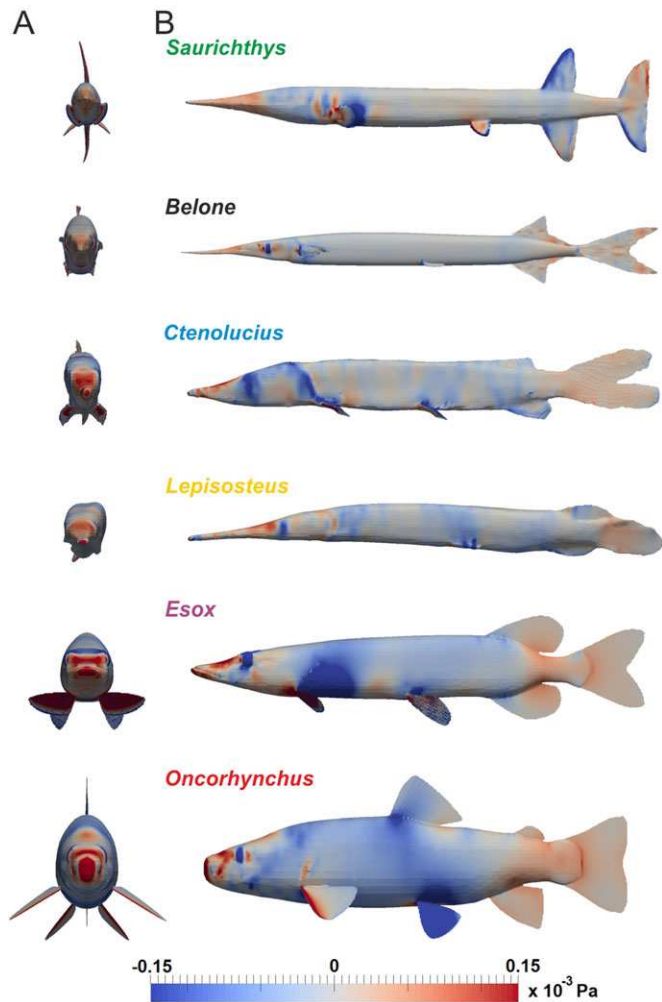 A B
Saurichthys
Belone
Ctenolucius
Lepisosteus
Esox
Oncorhynchus
-0.15 0 0.15
x 10⁻³ Pa